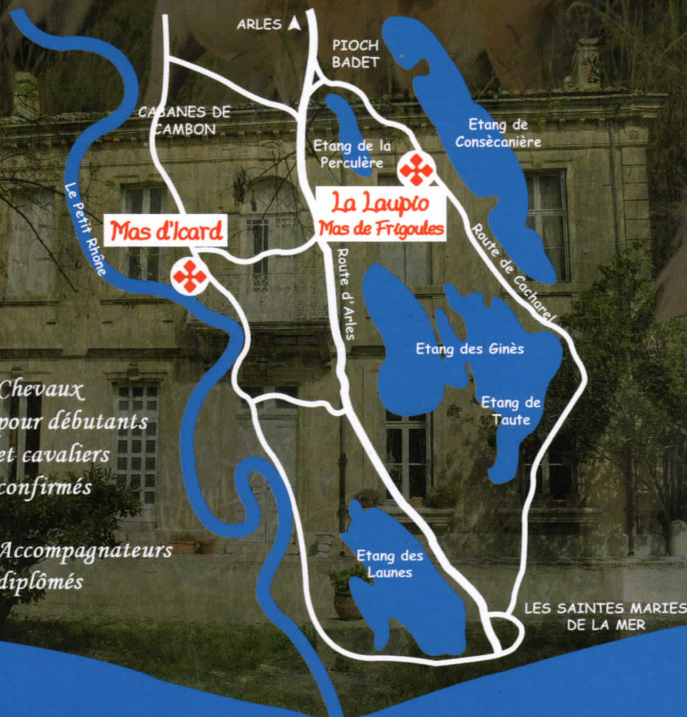 ARLES
PIOCH
BADET
CABANES DE
CAMBON
Etang de la
Perculère
Etang de
Consècanière
Le Petit Rhône
Mas d'Icard
La Laupio
Mas de Frigoules
Route d'Arles
Route de Cacharel
Etang des Ginès
Etang de
Taute
Chevaux
pour débutants
et cavaliers
confirmés
Accompagnateurs
diplômés
Etang des
Launes
LES SAINTES MARIES
DE LA MER